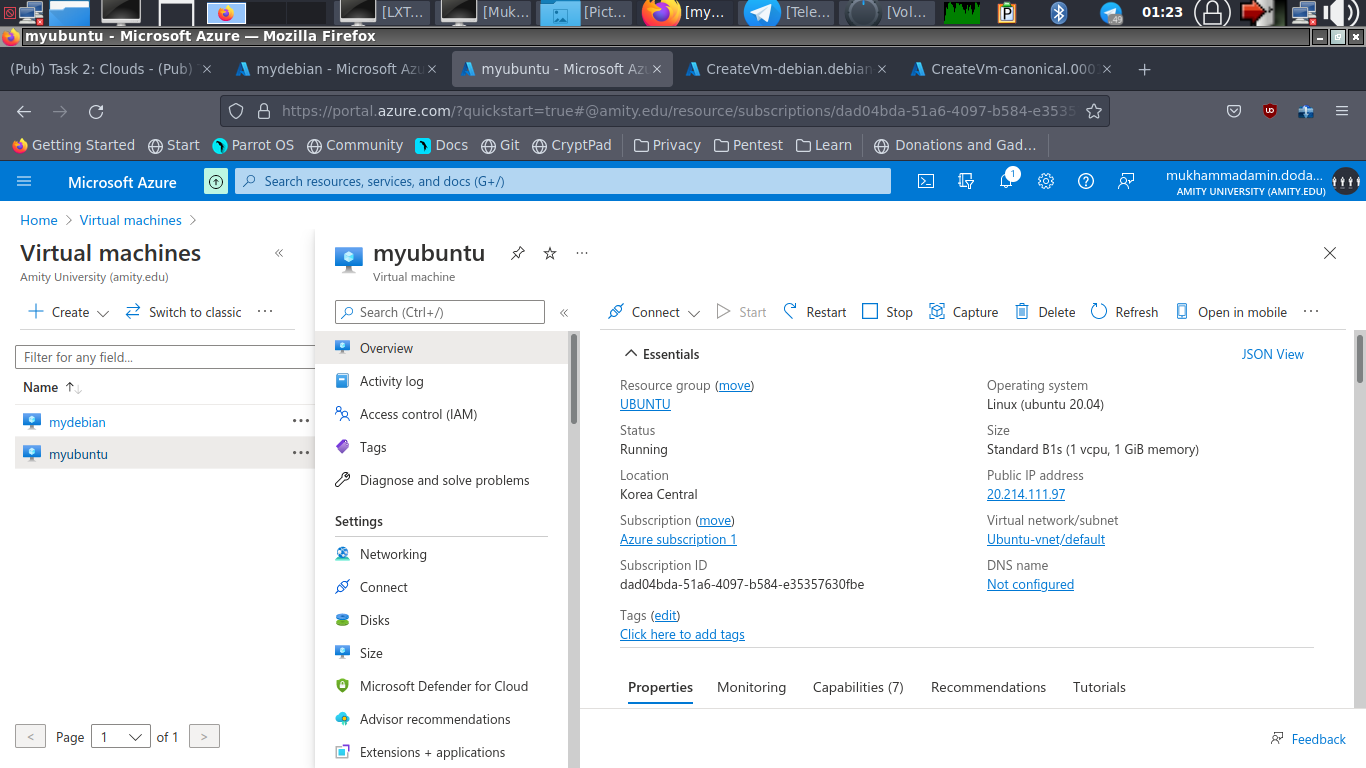 [LXT...
[Muk...
[Pict...
[my...
[Tele...
[Vol...
49
01:23
myubuntu - Microsoft Azure — Mozilla Firefox
(Pub) Task 2: Clouds - (Pub)
mydebian - Microsoft Azu
myubuntu - Microsoft Az
CreateVm-debian.debian
CreateVm-canonical.000
https://portal.azure.com/?quickstart=true#@amity.edu/resource/subscriptions/dad04bda-51a6-4097-b584-e3535
Getting Started
Start
Parrot OS
Community
Docs
Git
CryptPad
Privacy
Pentest
Learn
Donations and Gad...
Microsoft Azure
Search resources, services, and docs (G+/)
1
mukhammadamin.doda...
AMITY UNIVERSITY (AMITY.EDU)
Home > Virtual machines >
Virtual machines
Amity University (amity.edu)
Create
Switch to classic
Filter for any field...
Name
mydebian
myubuntu
< Page 1 of 1 >
myubuntu
Virtual machine
Search (Ctrl+/)
Overview
Activity log
Access control (IAM)
Tags
Diagnose and solve problems
Settings
Networking
Connect
Disks
Size
Microsoft Defender for Cloud
Advisor recommendations
Extensions + applications
Connect
Start
Restart
Stop
Capture
Delete
Refresh
Open in mobile
Essentials
JSON View
Resource group (move)
UBUNTU
Status
Running
Location
Korea Central
Subscription (move)
Azure subscription 1
Subscription ID
dad04bda-51a6-4097-b584-e35357630fbe
Tags (edit)
Click here to add tags
Operating system
Linux (ubuntu 20.04)
Size
Standard B1s (1 vcpu, 1 GiB memory)
Public IP address
20.214.111.97
Virtual network/subnet
Ubuntu-vnet/default
DNS name
Not configured
Properties
Monitoring
Capabilities (7)
Recommendations
Tutorials
Feedback